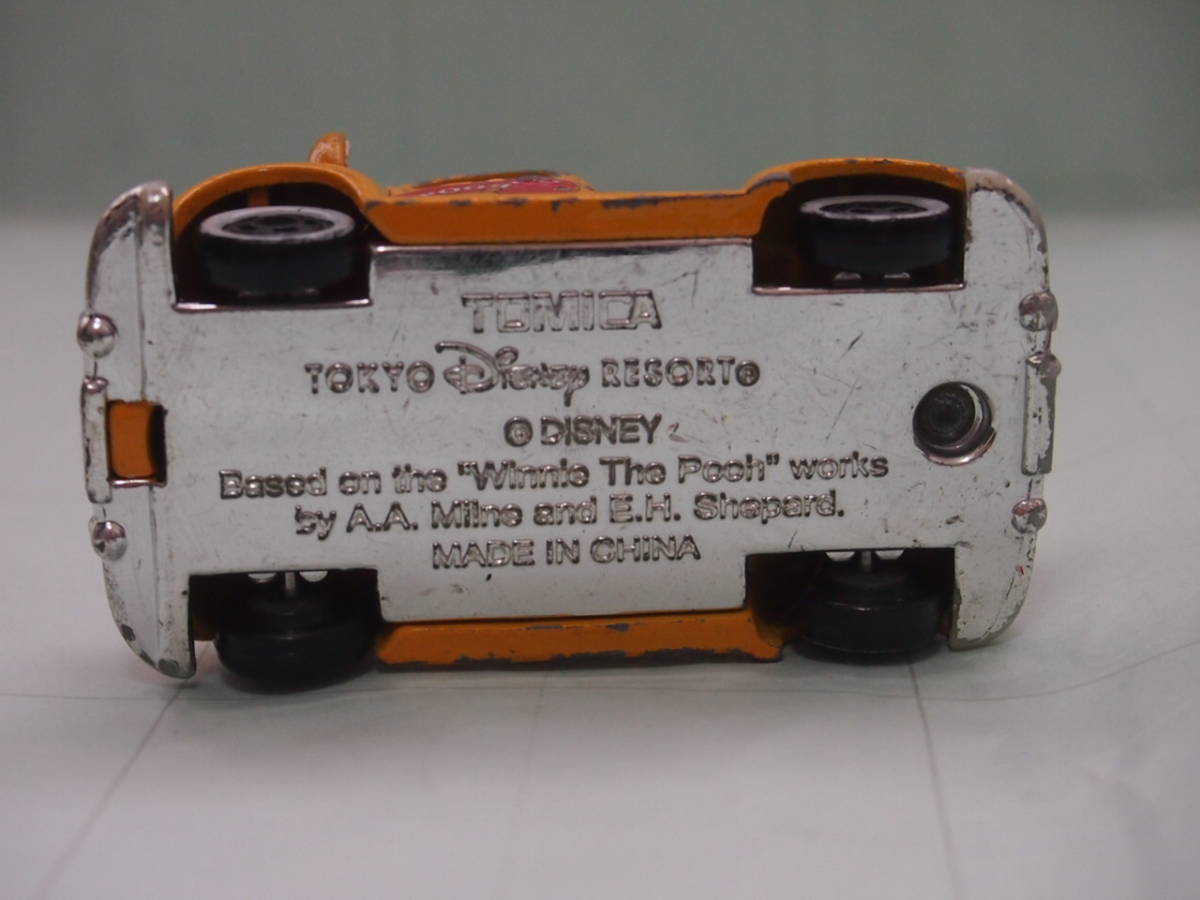 TOMICA
TOKYO Disney RESORT®
© DISNEY
Based on the "Winnie The Pooh" works
by A.A. Milne and E.H. Shepard.
MADE IN CHINA